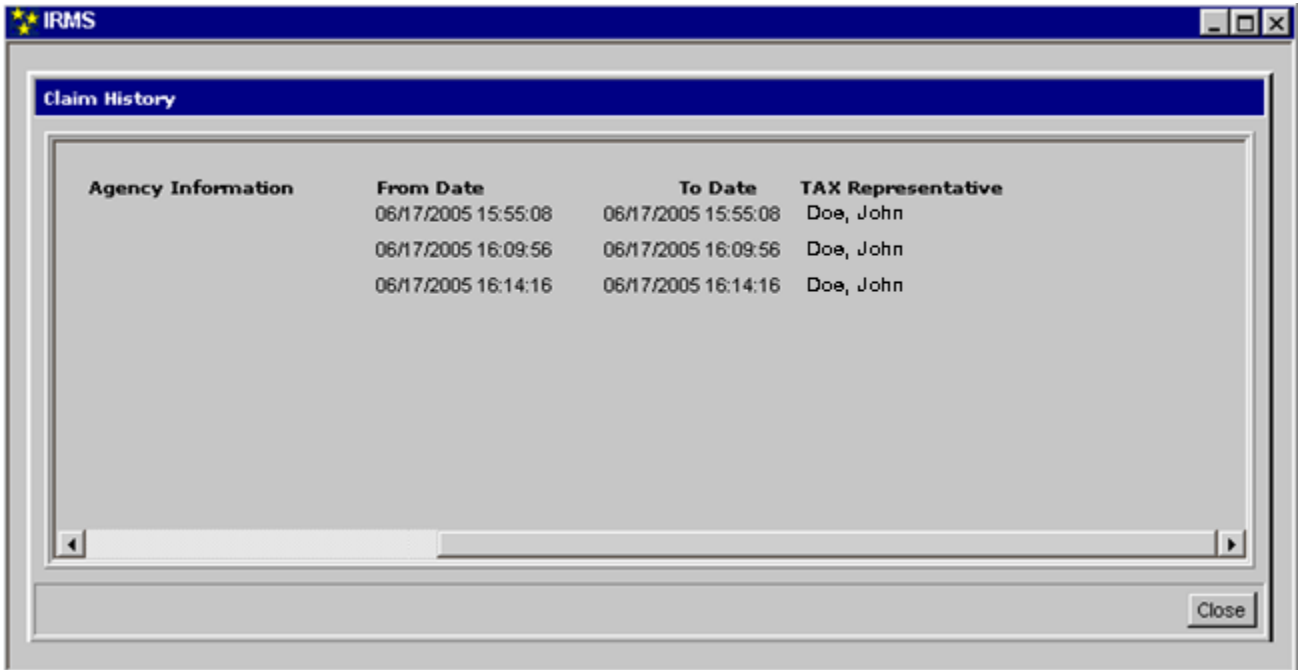 IRMS
Claim History
Agency Information From Date To Date TAX Representative
06/17/2005 15:55:08 06/17/2005 15:55:08 Doe, John
06/17/2005 16:09:56 06/17/2005 16:09:56 Doe, John
06/17/2005 16:14:16 06/17/2005 16:14:16 Doe, John
Close